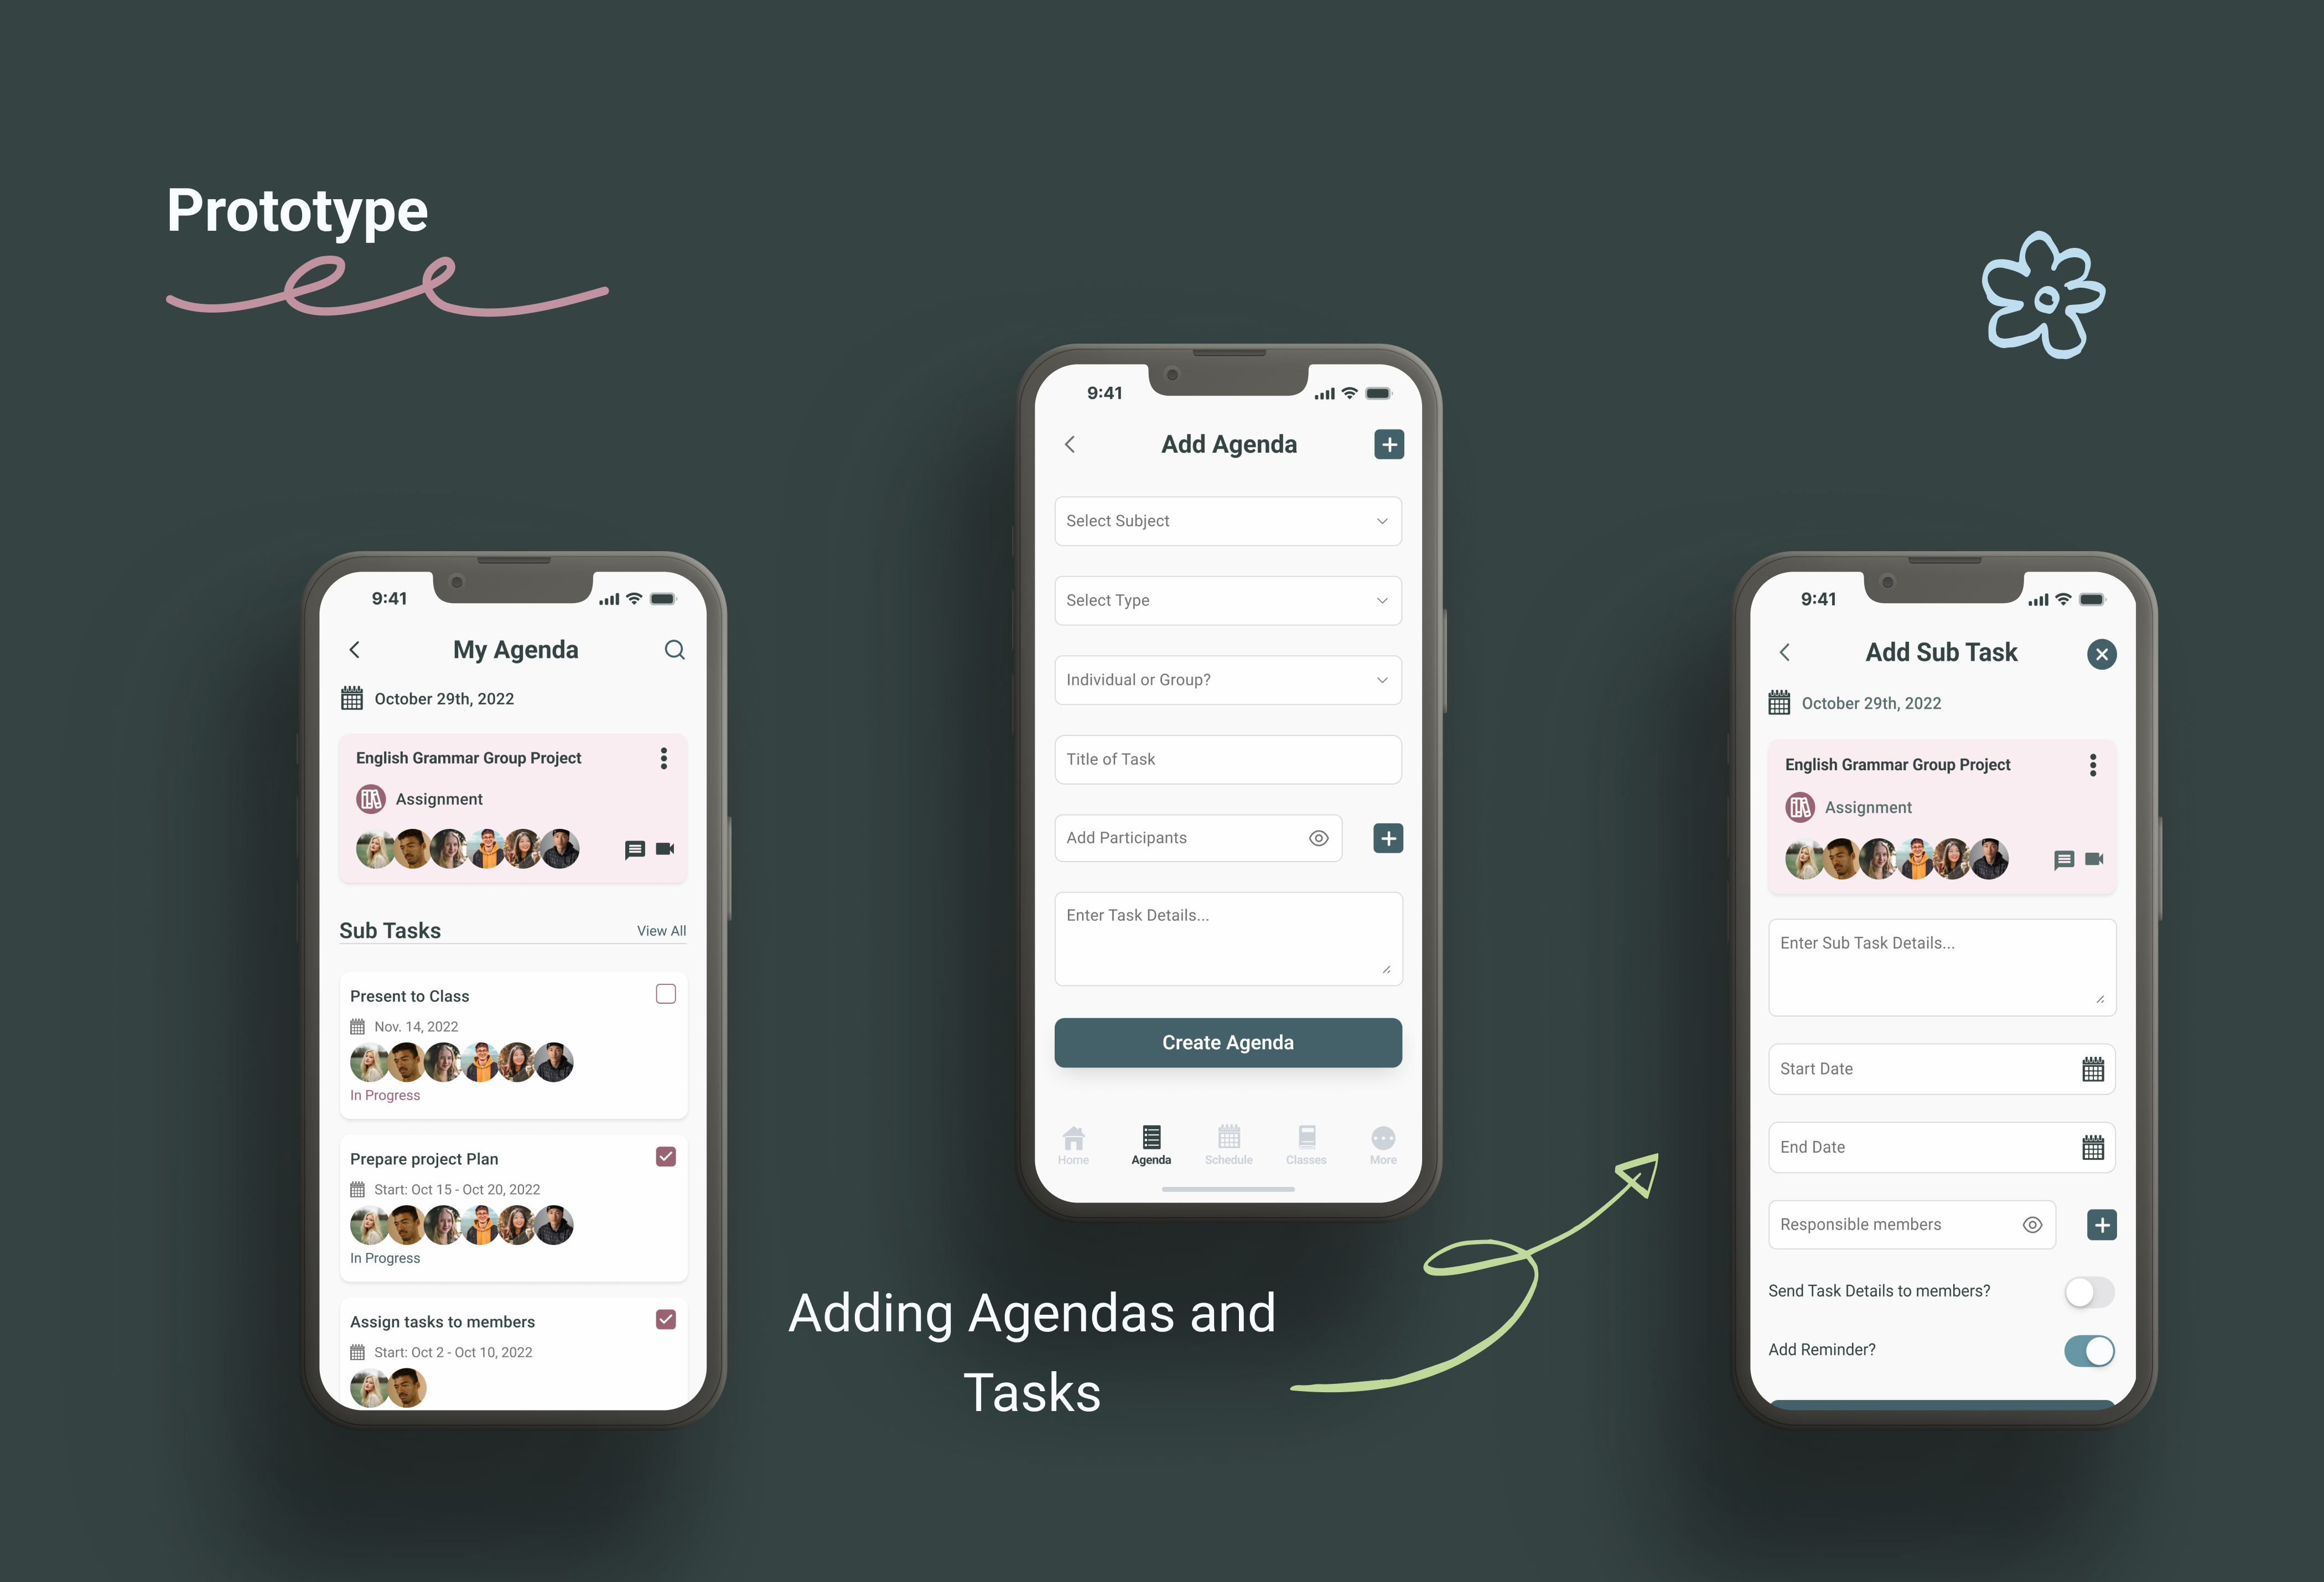 Prototype
9:41
My Agenda
October 29th, 2022
English Grammar Group Project
Assignment
Sub Tasks
View All
Present to Class
Nov. 14, 2022
In Progress
Prepare project Plan
Start: Oct 15 - Oct 20, 2022
In Progress
Assign tasks to members
Start: Oct 2 - Oct 10, 2022
9:41
Add Agenda
Select Subject
Select Type
Individual or Group?
Title of Task
Add Participants
Enter Task Details...
Create Agenda
Home
Agenda
Schedule
Classes
More
Adding Agendas and
Tasks
9:41
Add Sub Task
October 29th, 2022
English Grammar Group Project
Assignment
Enter Sub Task Details...
Start Date
End Date
Responsible members
Send Task Details to members?
Add Reminder?